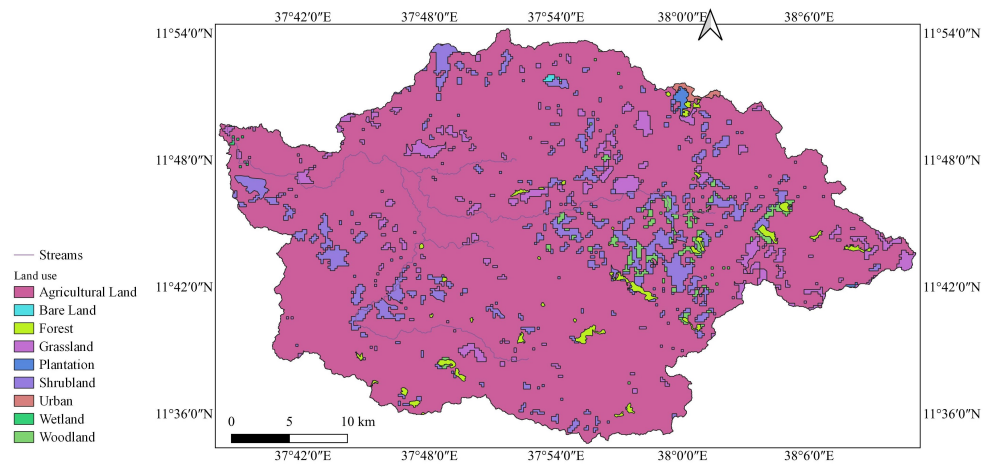 37°42′0″E 37°48′0″E 37°54′0″E 38°0′0″E 38°6′0″E
11°54′0″N 11°54′0″N
11°48′0″N 11°48′0″N
11°42′0″N 11°42′0″N
11°36′0″N 11°36′0″N
Streams
Land use
Agricultural Land
Bare Land
Forest
Grassland
Plantation
Shrubland
Urban
Wetland
Woodland
0 5 10 km
37°42′0″E 37°48′0″E 37°54′0″E 38°0′0″E 38°6′0″E